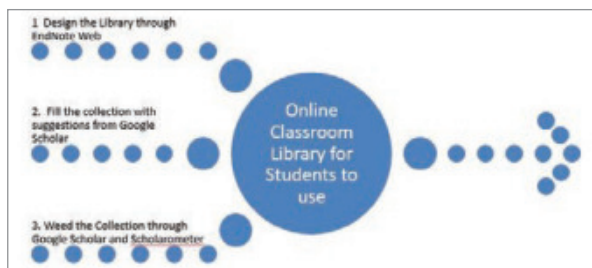 1 Design the Library through
EndNote Web
2. Fill the collection with
suggestions from Google
Scholar
3. Weed the Collection through
Google Scholar and Scholarometer
Online
Classroom
Library for
Students to
use